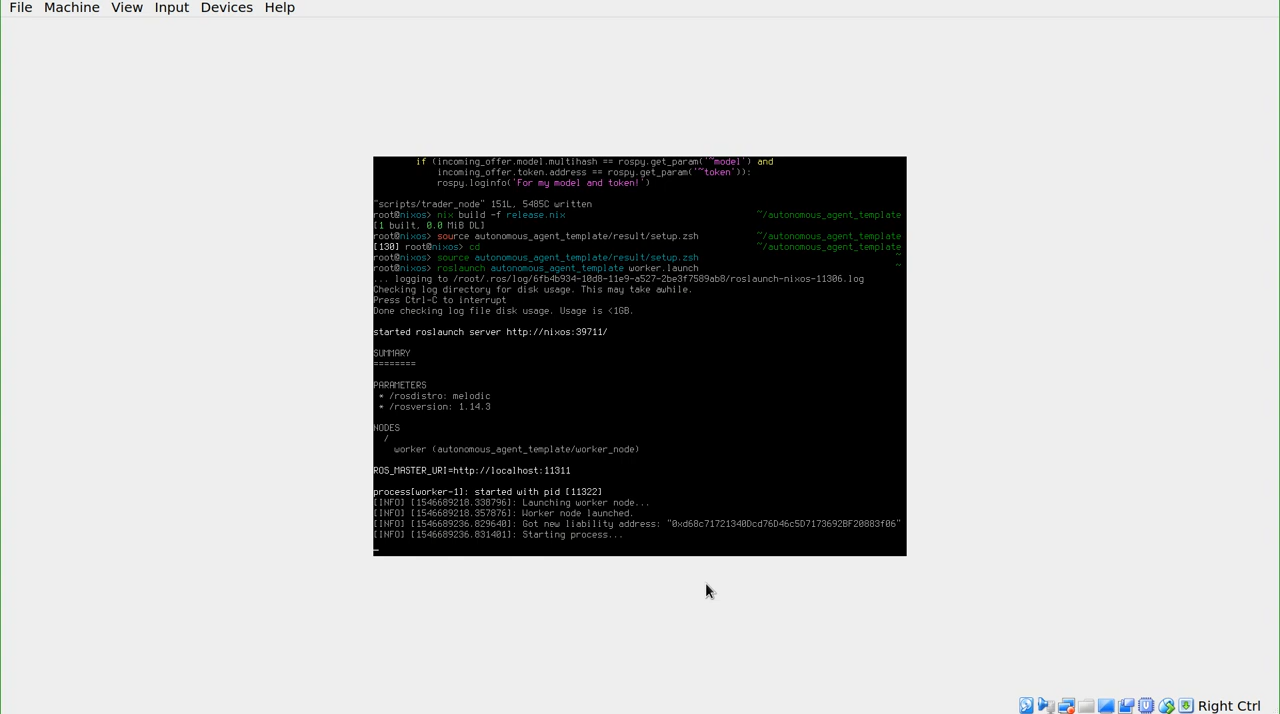 File Machine View Input Devices Help
if (incoming_offer.model.multihash == rospy.get_param('~model') and
incoming_offer.token.address == rospy.get_param('~token')):
rospy.loginfo('For my model and token!')
"scripts/trader_node" 151L, 5485C written
root@nixos> nix build -f release.nix ~/autonomous_agent_template
[1 built, 0.0 MiB DL]
root@nixos> source autonomous_agent_template/result/setup.zsh ~/autonomous_agent_template
[130] root@nixos> cd ~/autonomous_agent_template
root@nixos> source autonomous_agent_template/result/setup.zsh ~
root@nixos> roslaunch autonomous_agent_template worker.launch ~
... logging to /root/.ros/log/6fb4b934-10d8-11e9-a527-2be3f7589ab8/roslaunch-nixos-11306.log
Checking log directory for disk usage. This may take awhile.
Press Ctrl-C to interrupt
Done checking log file disk usage. Usage is <1GB.
started roslaunch server http://nixos:39711/
SUMMARY
========
PARAMETERS
* /rosdistro: melodic
* /rosversion: 1.14.3
NODES
/
worker (autonomous_agent_template/worker_node)
ROS_MASTER_URI=http://localhost:11311
process[worker-1]: started with pid [11322]
[INFO] [1546689218.338796]: Launching worker node...
[INFO] [1546689218.357876]: Worker node launched.
[INFO] [1546689236.829640]: Got new liability address: "0xd68c71721340Dcd76D46c5D7173692BF20883f06"
[INFO] [1546689236.831401]: Starting process...
Right Ctrl